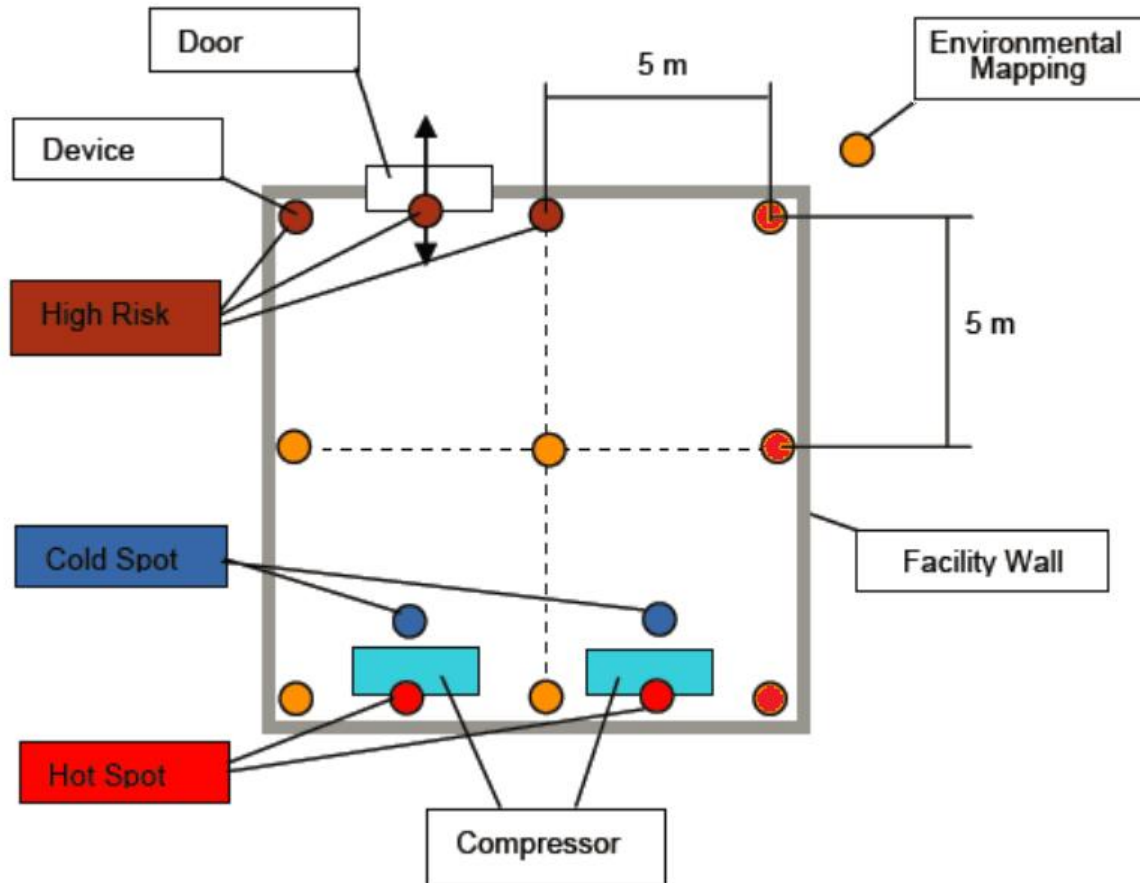 Door
5 m
Environmental
Mapping
Device
High Risk
5 m
Cold Spot
Facility Wall
Hot Spot
Compressor